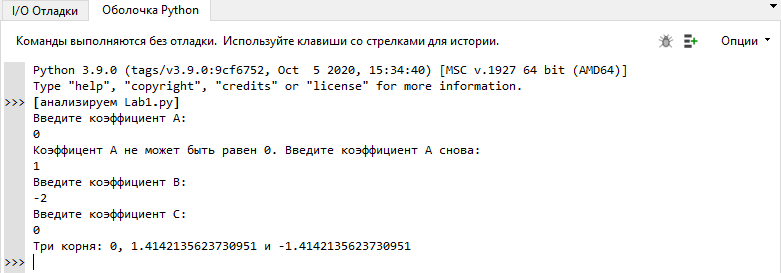 I/O Отладки
Оболочка Python
Команды выполняются без отладки. Используйте клавиши со стрелками для истории.
Опции
Python 3.9.0 (tags/v3.9.0:9cf6752, Oct  5 2020, 15:34:40) [MSC v.1927 64 bit (AMD64)]
Type "help", "copyright", "credits" or "license" for more information.
>>> [анализируем Lab1.py]
Введите коэффициент A:
0
Коэффицент A не может быть равен 0. Введите коэффициент A снова:
1
Введите коэффициент B:
-2
Введите коэффициент C:
0
Три корня: 0, 1.4142135623730951 и -1.4142135623730951
>>>